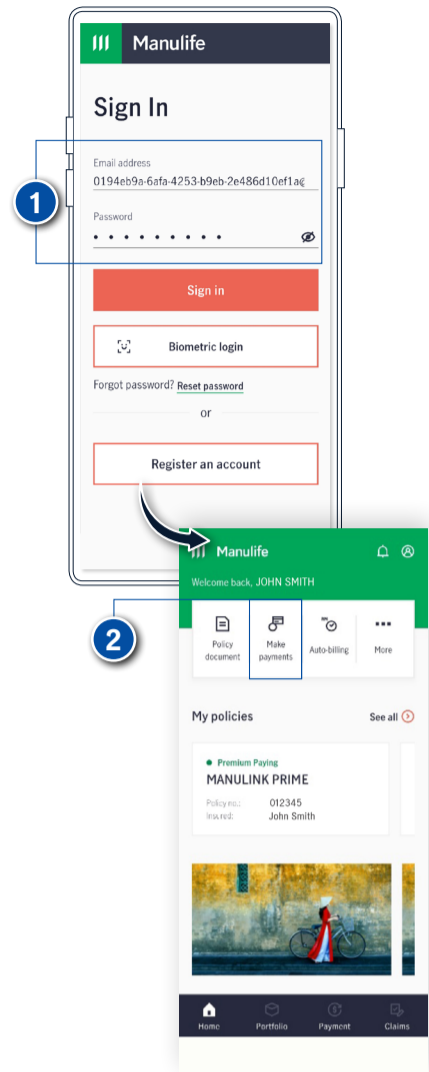 Manulife
Sign In
Email address
0194eb9a-6afa-4253-b9eb-2e486d10ef1a
1
Password
Sign in
Biometric login
Forgot password? Reset password
or
Register an account
Manulife
Welcome back, JOHN SMITH
2
Policy document
Make payments
Auto-billing
More
My policies
See all
Premium Paying
MANULINK PRIME
Policy no.: 012345
Insured: John Smith
Home
Portfolio
Payment
Claims